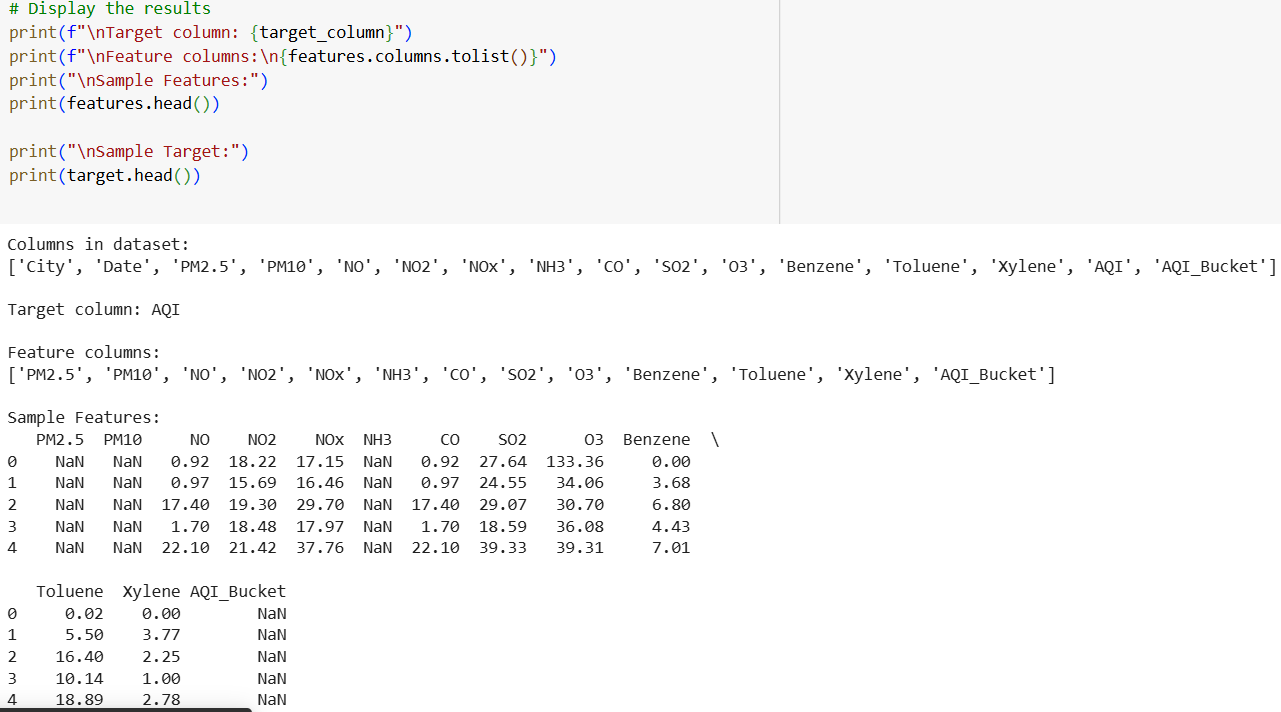 # Display the results
print(f"\nTarget column: {target_column}")
print(f"\nFeature columns:\n{features.columns.tolist()}")
print("\nSample Features:")
print(features.head())
print("\nSample Target:")
print(target.head())
Columns in dataset:
['City', 'Date', 'PM2.5', 'PM10', 'NO', 'NO2', 'NOx', 'NH3', 'CO', 'SO2', 'O3', 'Benzene', 'Toluene', 'Xylene', 'AQI', 'AQI_Bucket']
Target column: AQI
Feature columns:
['PM2.5', 'PM10', 'NO', 'NO2', 'NOx', 'NH3', 'CO', 'SO2', 'O3', 'Benzene', 'Toluene', 'Xylene', 'AQI_Bucket']
Sample Features:
   PM2.5  PM10     NO    NO2    NOx  NH3     CO    SO2      O3  Benzene  \
0    NaN   NaN   0.92  18.22  17.15  NaN   0.92  27.64  133.36     0.00
1    NaN   NaN   0.97  15.69  16.46  NaN   0.97  24.55   34.06     3.68
2    NaN   NaN  17.40  19.30  29.70  NaN  17.40  29.07   30.70     6.80
3    NaN   NaN   1.70  18.48  17.97  NaN   1.70  18.59   36.08     4.43
4    NaN   NaN  22.10  21.42  37.76  NaN  22.10  39.33   39.31     7.01
   Toluene  Xylene AQI_Bucket
0     0.02    0.00        NaN
1     5.50    3.77        NaN
2    16.40    2.25        NaN
3    10.14    1.00        NaN
4    18.89    2.78        NaN